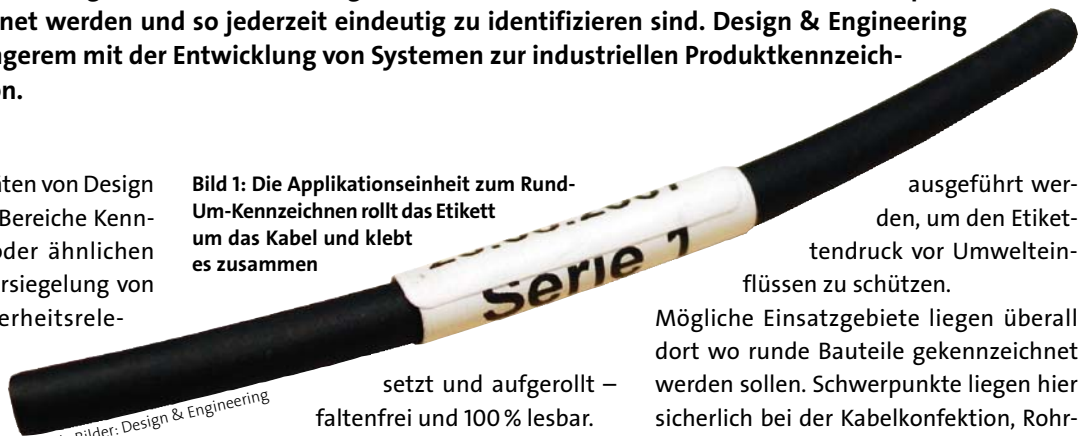 net werden und so jederzeit eindeutig zu identifizieren sind. Design & Engineering
ngerem mit der Entwicklung von Systemen zur industriellen Produktkennzeich-
on.
äten von Design
Bereiche Kenn-
oder ähnlichen
ersiegelung von
erheitsrele-
Bild 1: Die Applikationseinheit zum Rund-
Um-Kennzeichnen rollt das Etikett
um das Kabel und klebt
es zusammen
Serie 1
Bilder: Design & Engineering
setzt und aufgerollt –
faltenfrei und 100 % lesbar.
ausgeführt wer-
den, um den Etiket-
tendruck vor Umweltein-
flüssen zu schützen.
Mögliche Einsatzgebiete liegen überall
dort wo runde Bauteile gekennzeichnet
werden sollen. Schwerpunkte liegen hier
sicherlich bei der Kabelkonfektion, Rohr-